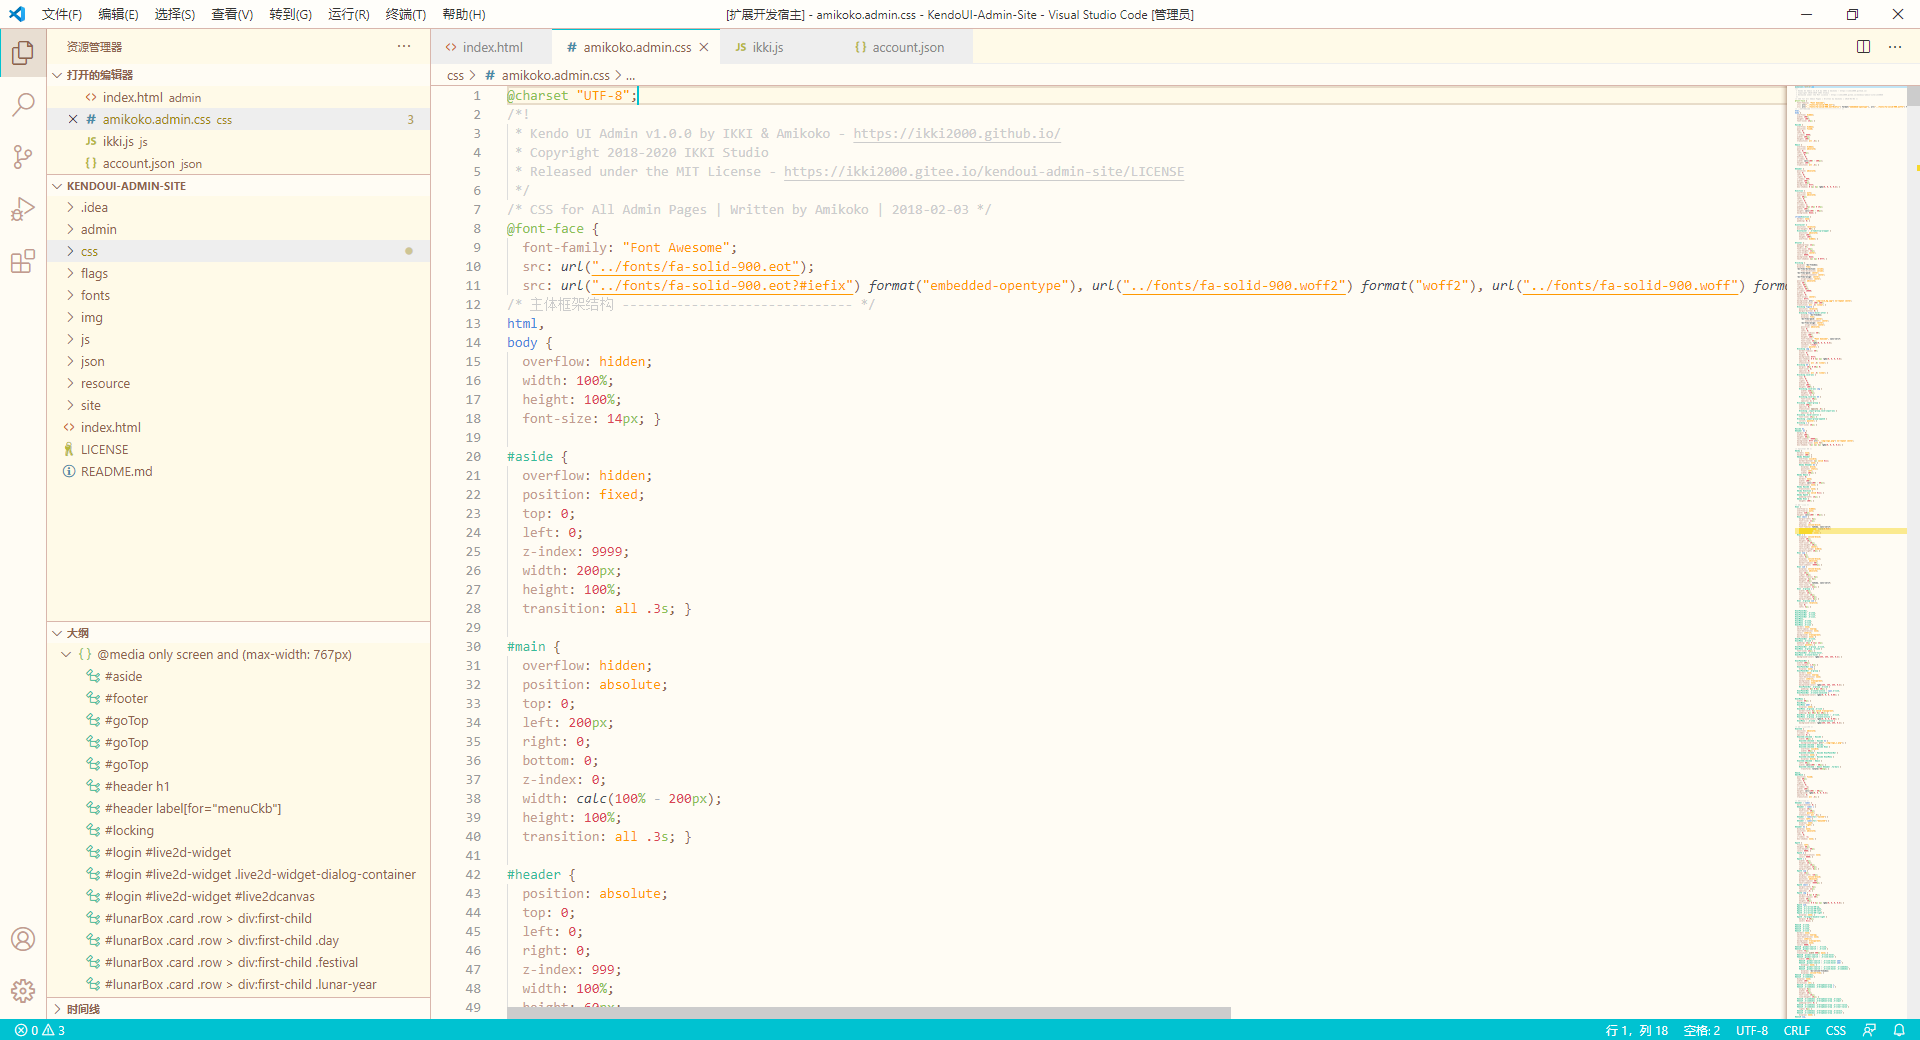 文件(F) 编辑(E) 选择(S) 查看(V) 转到(G) 运行(R) 终端(T) 帮助(H) [扩展开发宿主] - amikoko.admin.css - KendoUI-Admin-Site - Visual Studio Code [管理员]
资源管理器
打开的编辑器
index.html admin
amikoko.admin.css css 3
ikki.js js
account.json json
KENDOUI-ADMIN-SITE
.idea
admin
css
flags
fonts
img
js
json
resource
site
index.html
LICENSE
README.md
大纲
@media only screen and (max-width: 767px)
#aside
#footer
#goTop
#goTop
#goTop
#header h1
#header label[for="menuCkb"]
#locking
#login #live2d-widget
#login #live2d-widget .live2d-widget-dialog-container
#login #live2d-widget #live2dcanvas
#lunarBox .card .row > div:first-child
#lunarBox .card .row > div:first-child .day
#lunarBox .card .row > div:first-child .festival
#lunarBox .card .row > div:first-child .lunar-year
时间线
index.html # amikoko.admin.css JS ikki.js {} account.json
css > # amikoko.admin.css > ...
1 @charset "UTF-8";
2 /*!
3 * Kendo UI Admin v1.0.0 by IKKI & Amikoko - https://ikki2000.github.io/
4 * Copyright 2018-2020 IKKI Studio
5 * Released under the MIT License - https://ikki2000.gitee.io/kendoui-admin-site/LICENSE
6 */
7 /* CSS for All Admin Pages | Written by Amikoko | 2018-02-03 */
8 @font-face {
9 font-family: "Font Awesome";
10 src: url("../fonts/fa-solid-900.eot");
11 src: url("../fonts/fa-solid-900.eot?#iefix") format("embedded-opentype"), url("../fonts/fa-solid-900.woff2") format("woff2"), url("../fonts/fa-solid-900.woff") form
12 /* 主体框架结构 ------------------------------ */
13 html,
14 body {
15 overflow: hidden;
16 width: 100%;
17 height: 100%;
18 font-size: 14px; }
19
20 #aside {
21 overflow: hidden;
22 position: fixed;
23 top: 0;
24 left: 0;
25 z-index: 9999;
26 width: 200px;
27 height: 100%;
28 transition: all .3s; }
29
30 #main {
31 overflow: hidden;
32 position: absolute;
33 top: 0;
34 left: 200px;
35 right: 0;
36 bottom: 0;
37 z-index: 0;
38 width: calc(100% - 200px);
39 height: 100%;
40 transition: all .3s; }
41
42 #header {
43 position: absolute;
44 top: 0;
45 left: 0;
46 right: 0;
47 z-index: 999;
48 width: 100%;
49 height: 60px;
0 3 行 1, 列 18 空格: 2 UTF-8 CRLF CSS